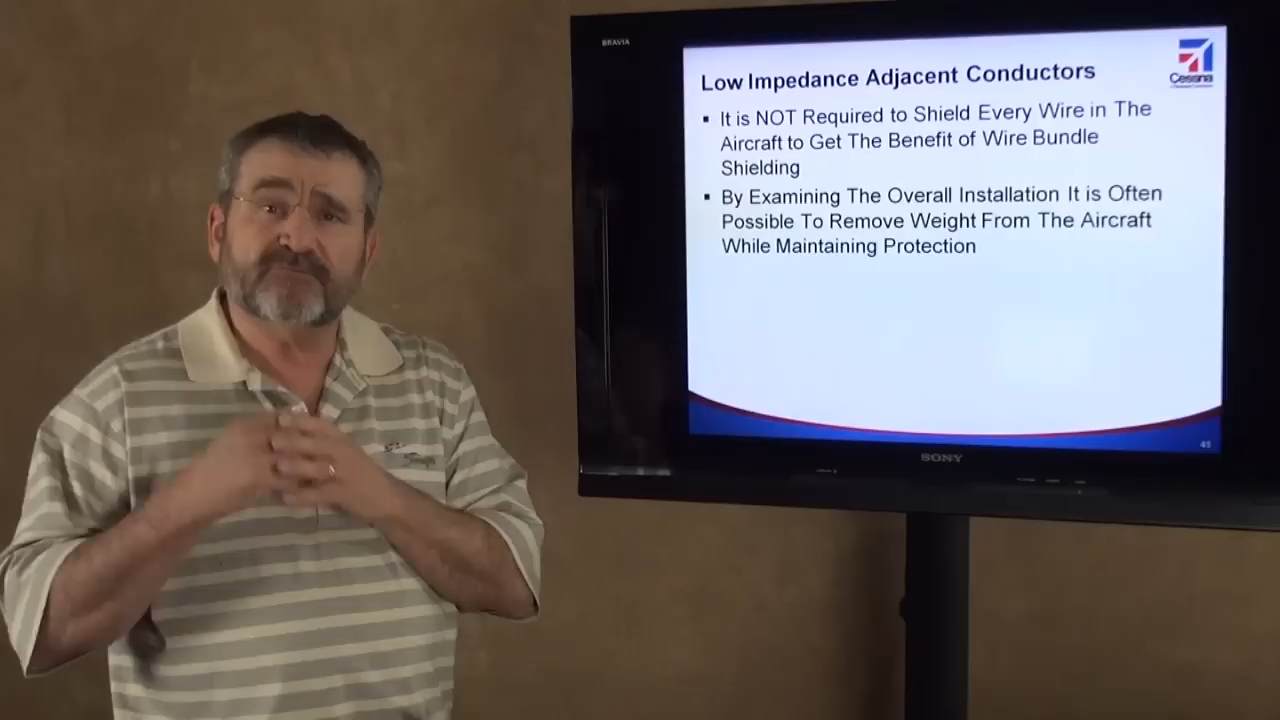 BRAVIA
Low Impedance Adjacent Conductors
Cessna
▪ It is NOT Required to Shield Every Wire in The
Aircraft to Get The Benefit of Wire Bundle
Shielding
▪ By Examining The Overall Installation It is Often
Possible To Remove Weight From The Aircraft
While Maintaining Protection
41
SONY